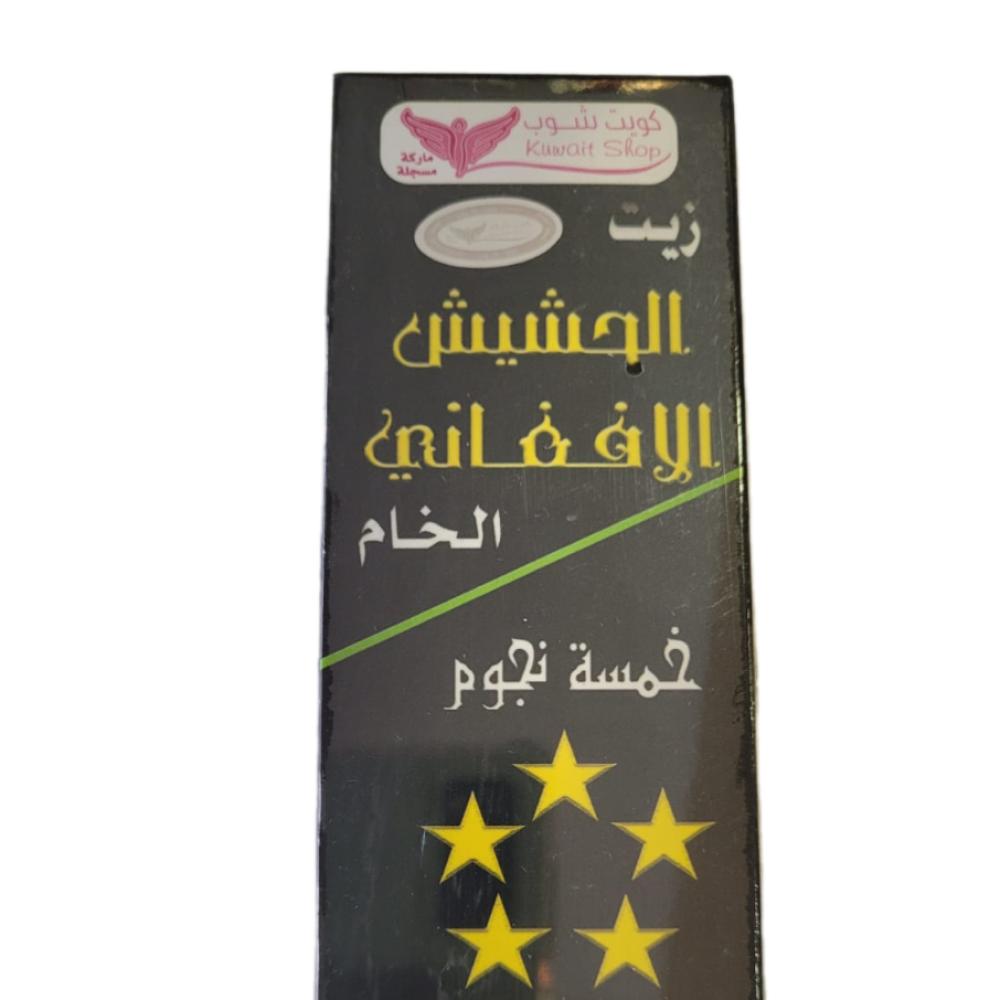 كويت شوب
Kuwait Shop
ماركة
مسجلة
زيت
الحشيش
الافغاني
الخام
خمسة نجوم